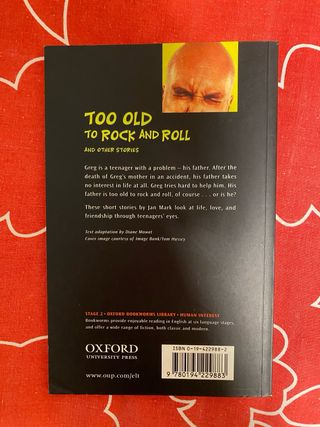 TOO OLD
TO ROCK AND ROLL
AND OTHER STORIES
Greg is a teenager with a problem – his father. After the
death of Greg's mother in an accident, his father takes
no interest in life at all. Greg tries hard to help him. His
father is too old to rock and roll, of course . . . or is he?
These short stories by Jan Mark look at life, love, and
friendship through teenagers' eyes.
Text adaptation by Diane Mowat
Cover image courtesy of Image Bank/Tom Hussey
STAGE 2 • OXFORD BOOKWORMS LIBRARY • HUMAN INTEREST
Bookworms provide enjoyable reading in English at six language stages,
and offer a wide range of fiction, both classic and modern.
OXFORD
UNIVERSITY PRESS
www.oup.com/elt
ISBN 0-19-422988-2
9 780194 229883